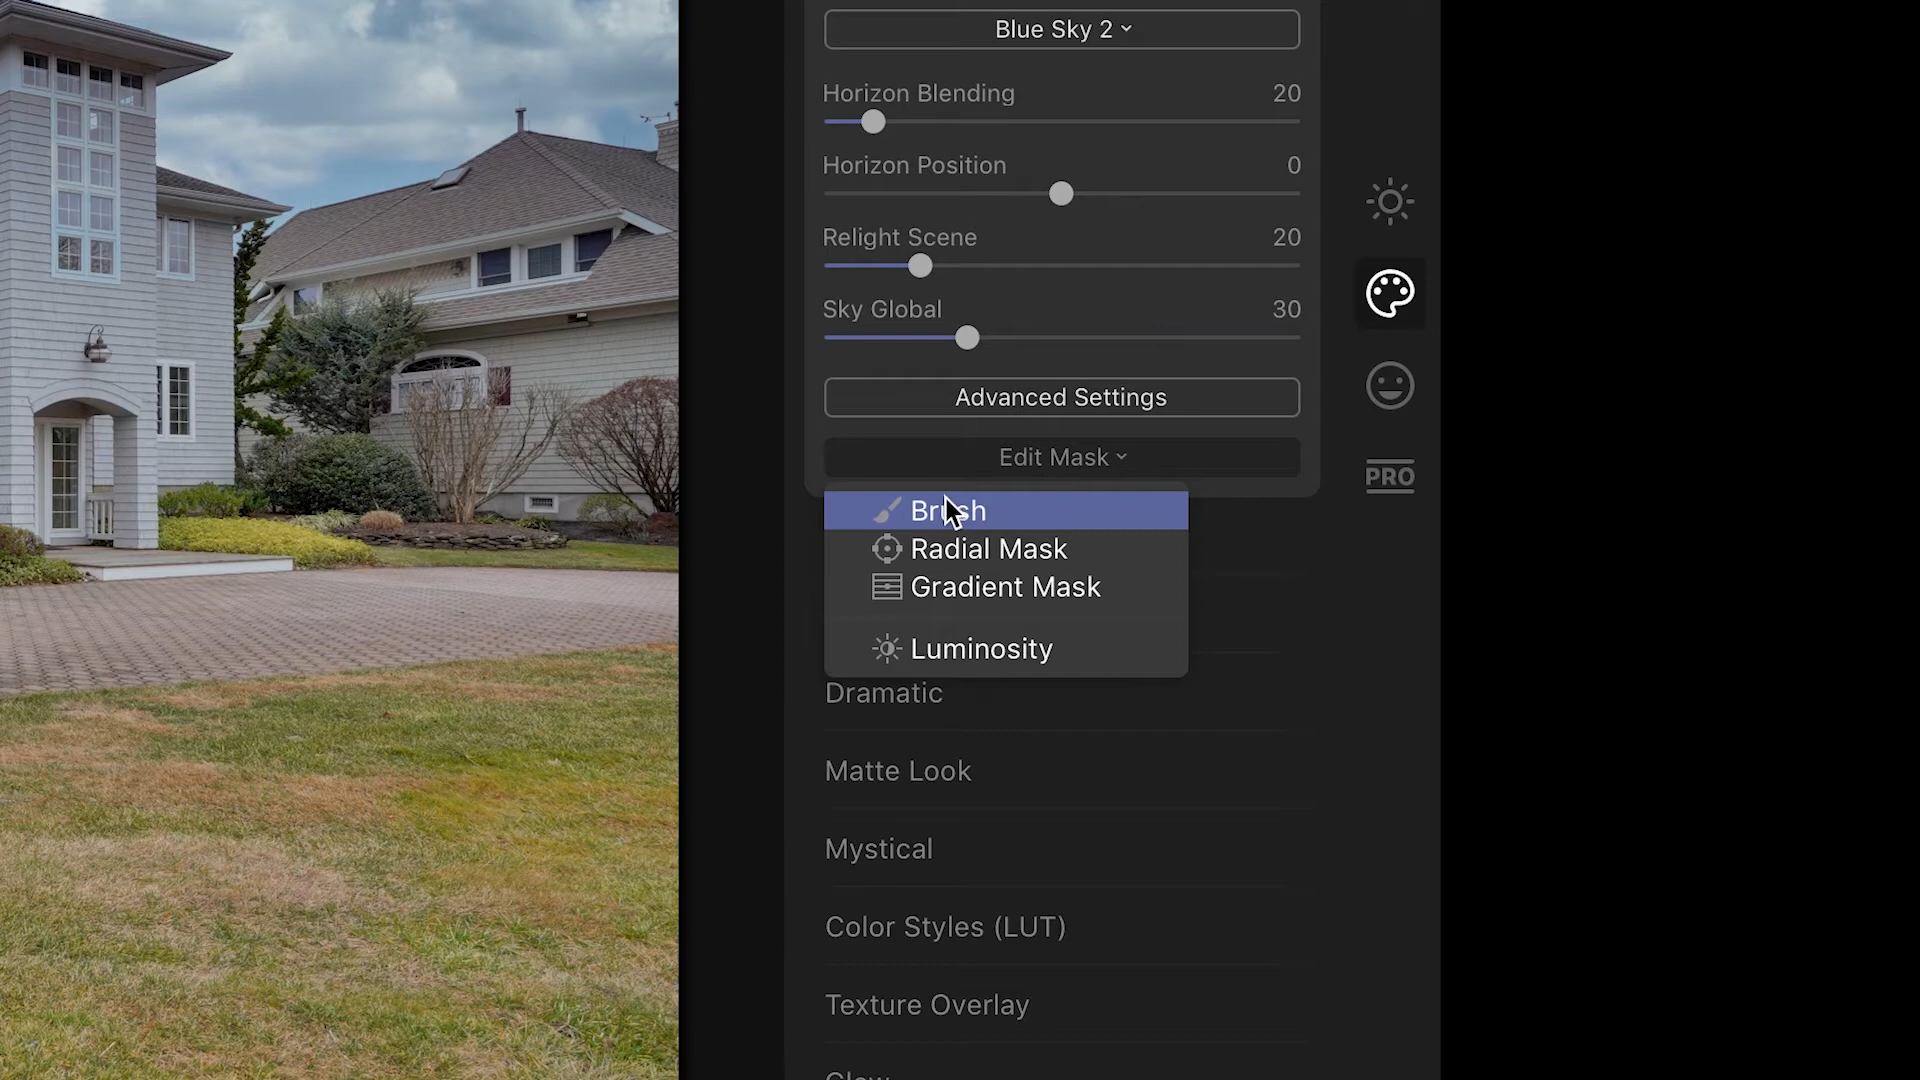 Blue Sky 2
Horizon Blending 20
Horizon Position 0
Relight Scene 20
Sky Global 30
Advanced Settings
Edit Mask
PRO
Brush
Radial Mask
Gradient Mask
Luminosity
Dramatic
Matte Look
Mystical
Color Styles (LUT)
Texture Overlay
Glow